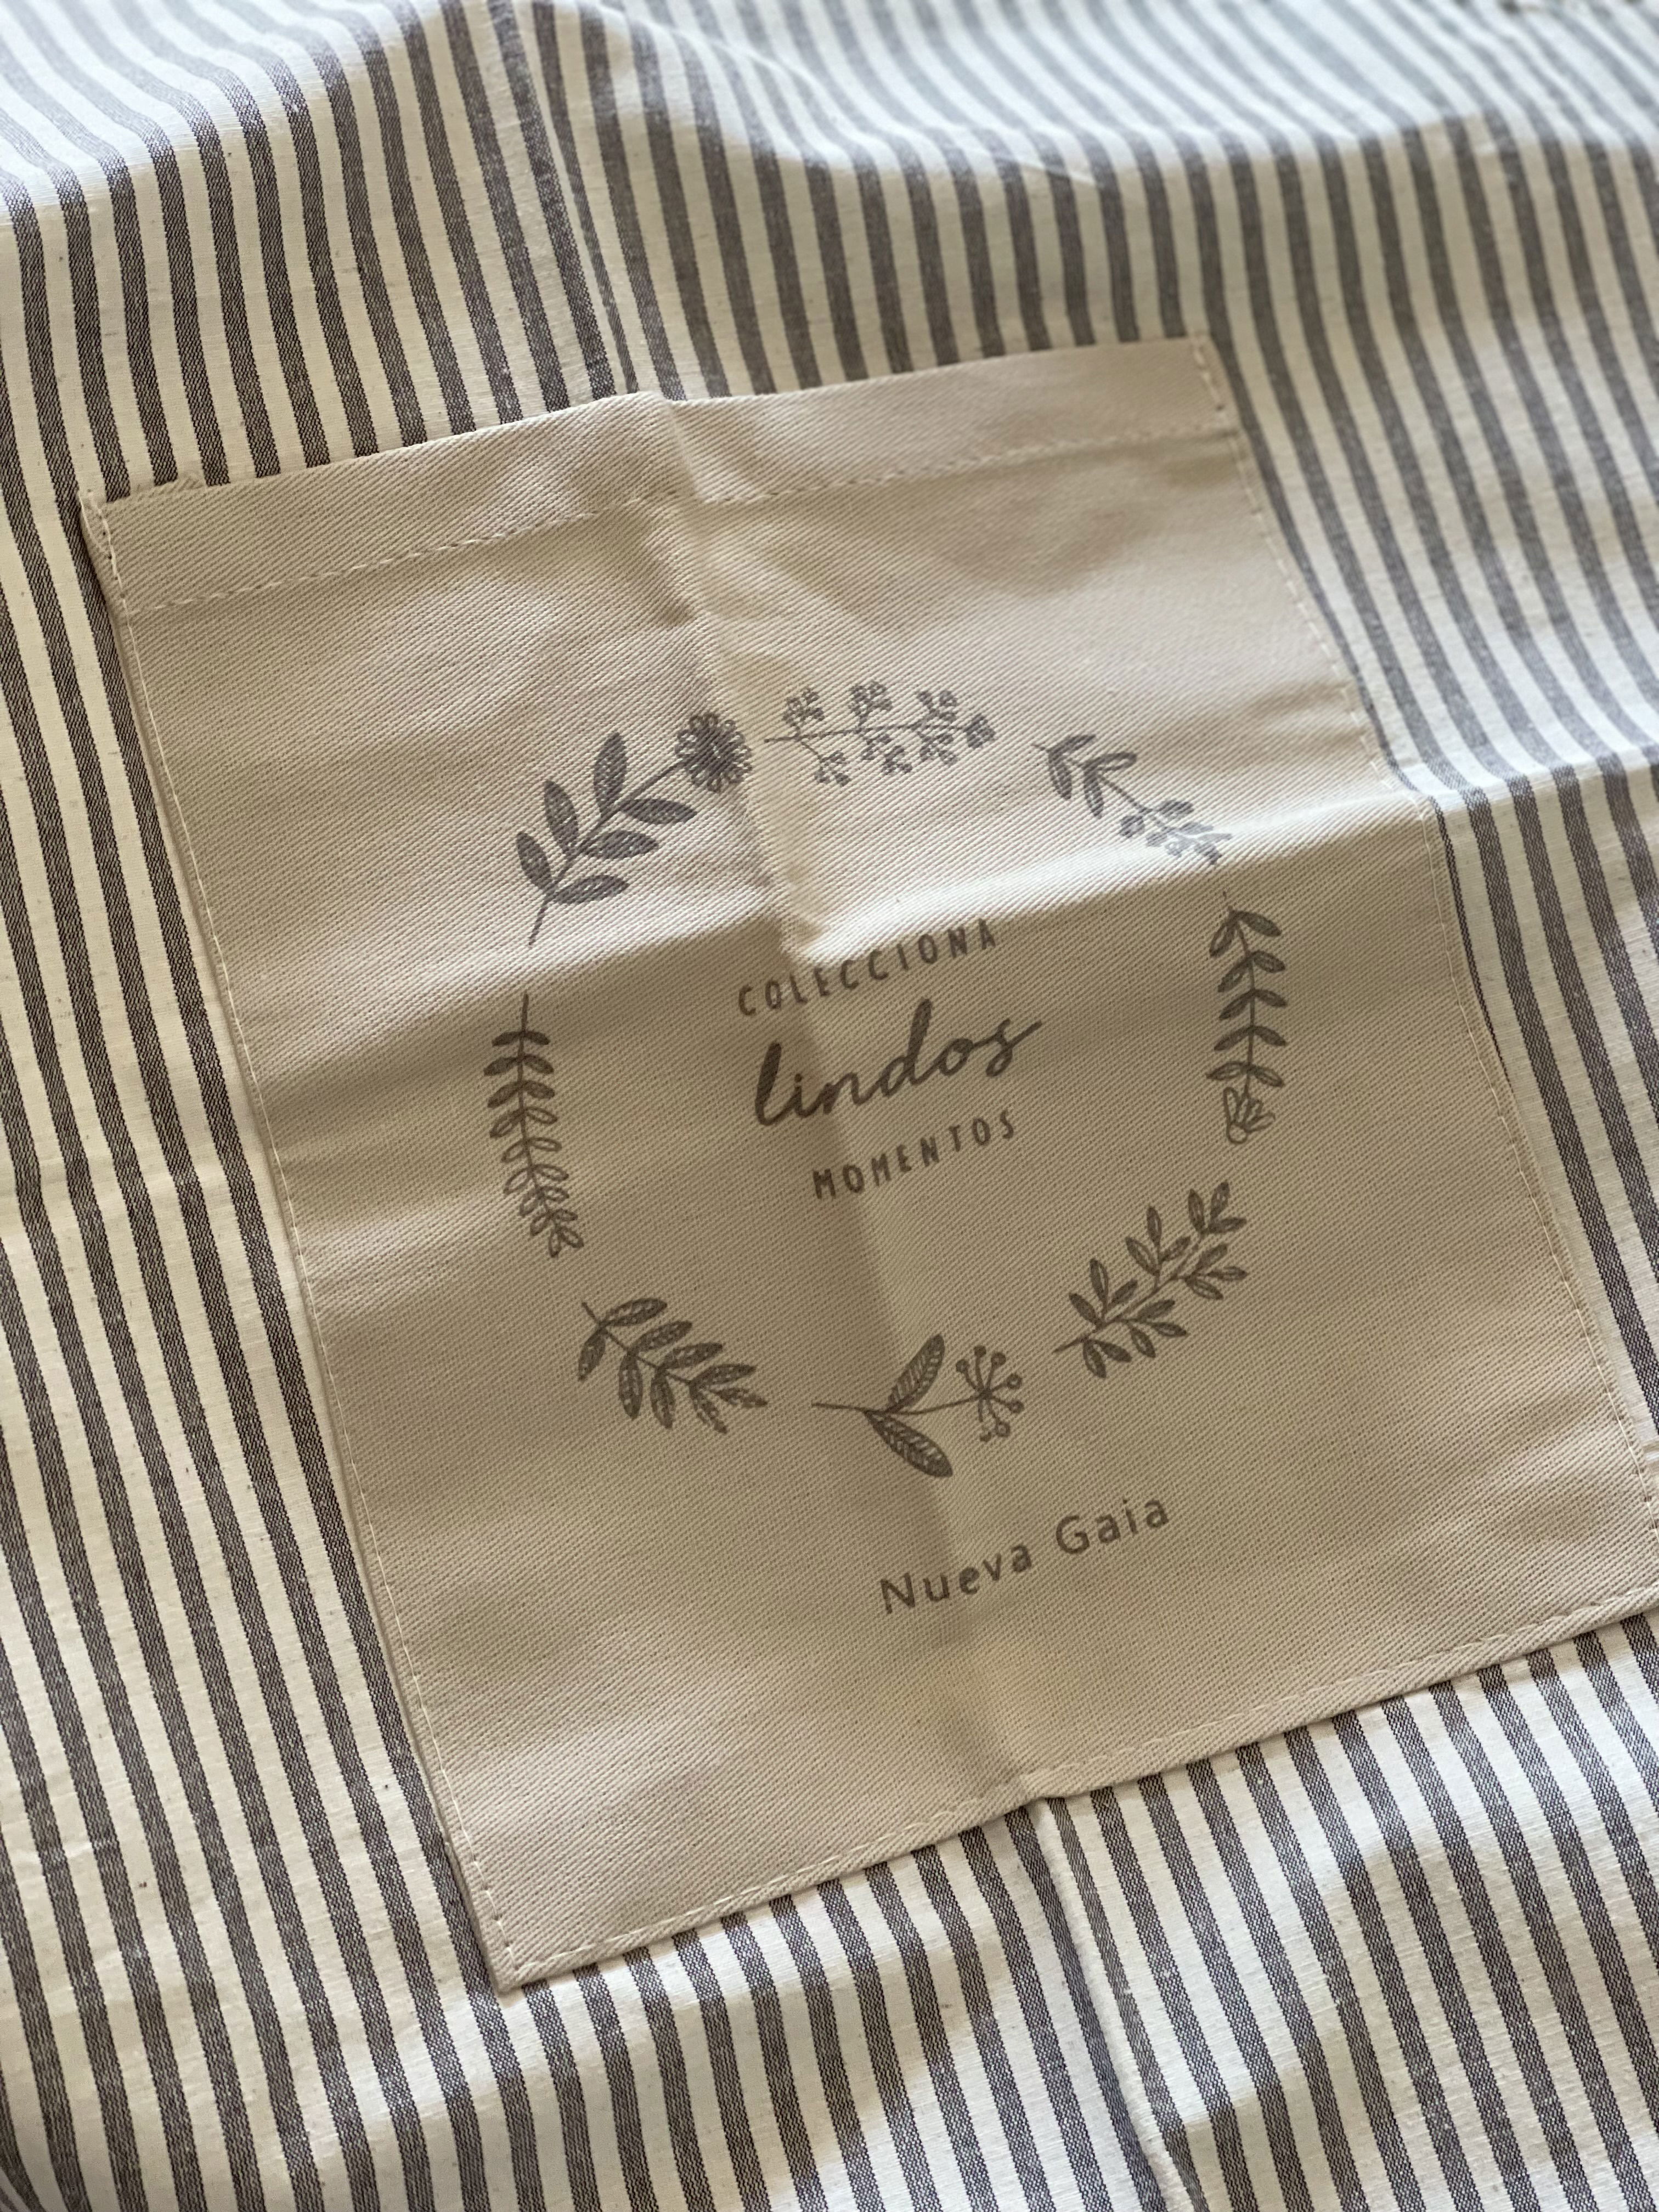 COLECCIONA
lindos
MOMENTOS
Nueva Gaia